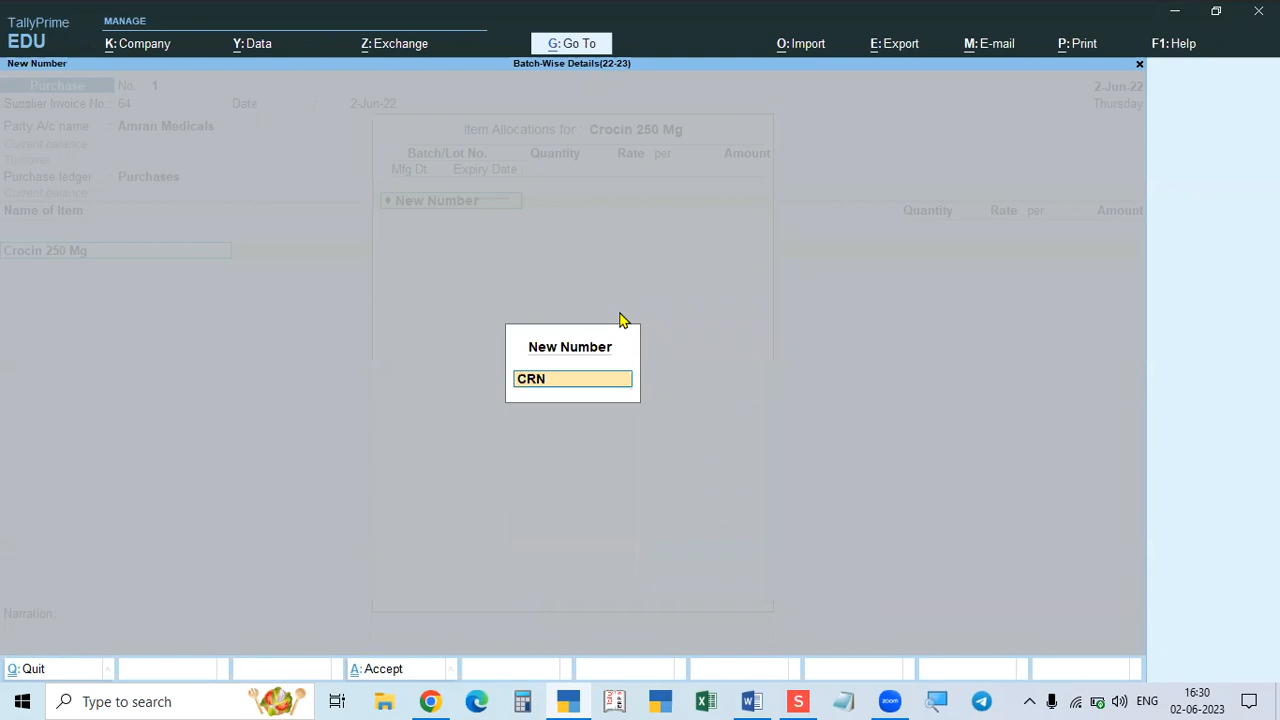 TallyPrime
EDU
MANAGE
K: Company
Y: Data
Z: Exchange
G: Go To
O: Import
E: Export
M: E-mail
P: Print
F1: Help
New Number
Batch-Wise Details(22-23)
Purchase No. 1
2-Jun-22
Supplier Invoice No.: 64
Date : 2-Jun-22
Thursday
Party A/c name : Amran Medicals
Current balance
Purchase ledger : Purchases
Current balance
Name of Item
Quantity Rate per Amount
Crocin 250 Mg
Item Allocations for : Crocin 250 Mg
Batch/Lot No. Quantity Rate per Amount
Mfg Dt. Expiry Date
♦ New Number
New Number
CRN
Narration:
Q: Quit
A: Accept
Type to search
ENG
16:30
02-06-2023